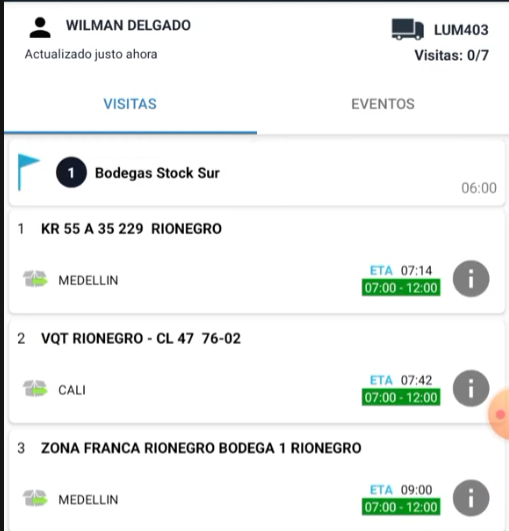 WILMAN DELGADO
LUM403
Actualizado justo ahora
Visitas: 0/7
VISITAS
EVENTOS
1 Bodegas Stock Sur
06:00
1 KR 55 A 35 229 RIONEGRO
ETA 07:14
MEDELLIN
07:00 - 12:00
i
2 VQT RIONEGRO - CL 47 76-02
ETA 07:42
CALI
07:00 - 12:00
i
3 ZONA FRANCA RIONEGRO BODEGA 1 RIONEGRO
ETA 09:00
MEDELLIN
07:00 - 12:00
i